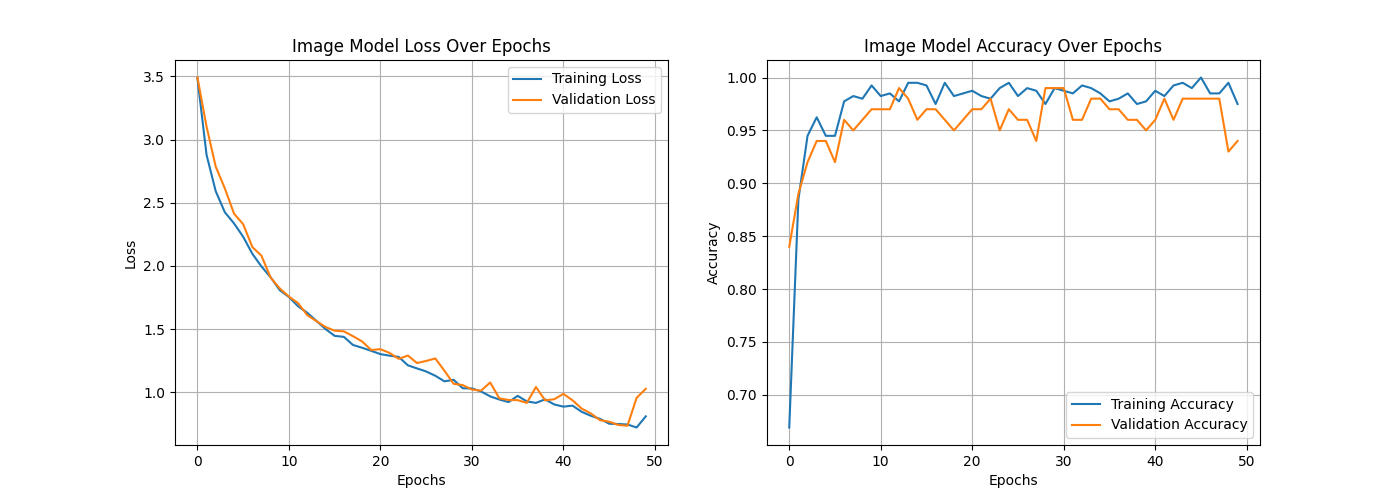 Image Model Loss Over Epochs
Training Loss
Validation Loss
3.5
3.0
2.5
2.0
1.5
1.0
Loss
0
10
20
30
40
50
Epochs
Image Model Accuracy Over Epochs
1.00
0.95
0.90
0.85
0.80
0.75
0.70
Accuracy
Training Accuracy
Validation Accuracy
0
10
20
30
40
50
Epochs